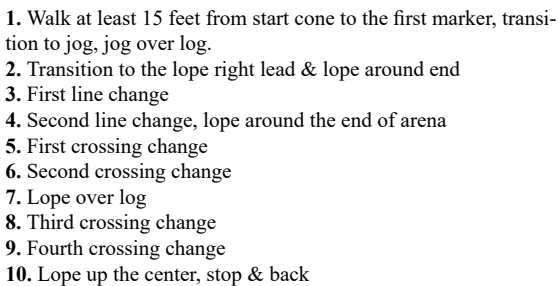 1. Walk at least 15 feet from start cone to the first marker, transi-
tion to jog, jog over log.
2. Transition to the lope right lead & lope around end
3. First line change
4. Second line change, lope around the end of arena
5. First crossing change
6. Second crossing change
7. Lope over log
8. Third crossing change
9. Fourth crossing change
10. Lope up the center, stop & back